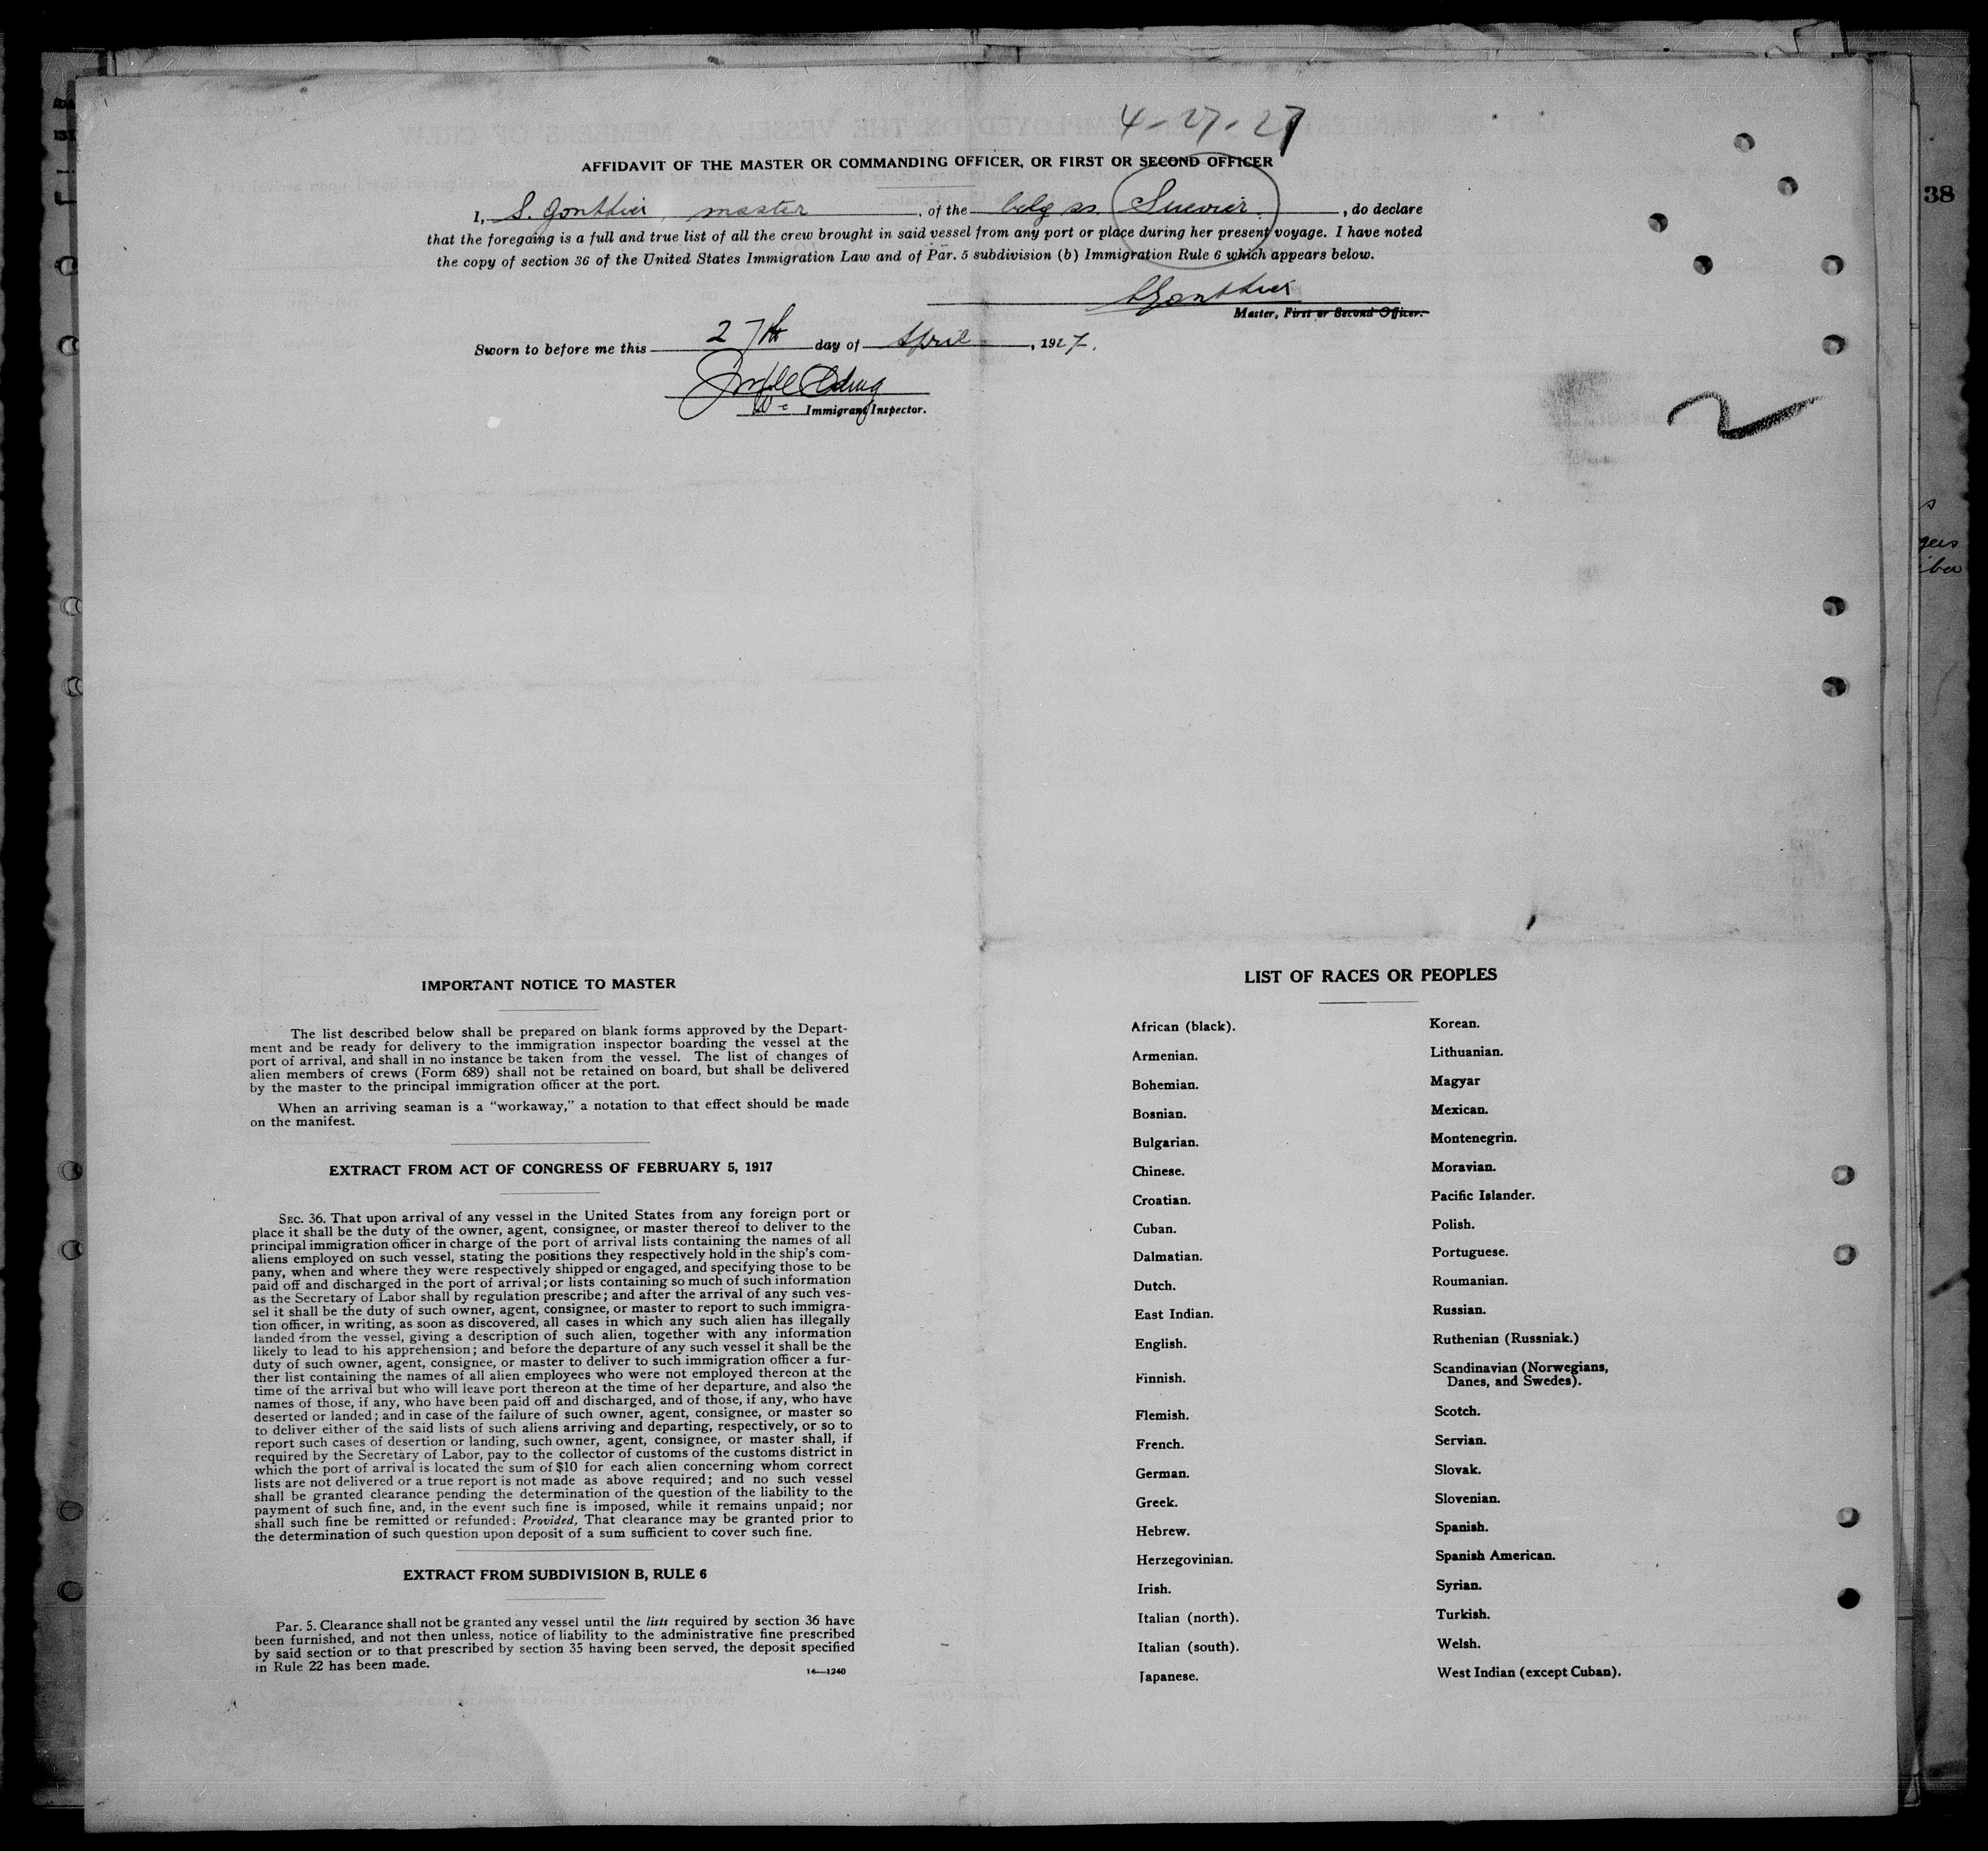 4-27-27
AFFIDAVIT OF THE MASTER OR COMMANDING OFFICER, OR FIRST OR SECOND OFFICER
I, S. Gonthier, master, of the belg ss. Suevier, do declare
that the foregoing is a full and true list of all the crew brought in said vessel from any port or place during her present voyage. I have noted
the copy of section 36 of the United States Immigration Law and of Par. 5 subdivision (b) Immigration Rule 6 which appears below.
SGonthier
Master, First or Second Officer.
Sworn to before me this 27th day of April, 1927.
Immigrant Inspector.
38
IMPORTANT NOTICE TO MASTER
The list described below shall be prepared on blank forms approved by the Depart-
ment and be ready for delivery to the immigration inspector boarding the vessel at the
port of arrival, and shall in no instance be taken from the vessel. The list of changes of
alien members of crews (Form 689) shall not be retained on board, but shall be delivered
by the master to the principal immigration officer at the port.
When an arriving seaman is a "workaway," a notation to that effect should be made
on the manifest.
EXTRACT FROM ACT OF CONGRESS OF FEBRUARY 5, 1917
SEC. 36. That upon arrival of any vessel in the United States from any foreign port or
place it shall be the duty of the owner, agent, consignee, or master thereof to deliver to the
principal immigration officer in charge of the port of arrival lists containing the names of all
aliens employed on such vessel, stating the positions they respectively hold in the ship's com-
pany, when and where they were respectively shipped or engaged, and specifying those to be
paid off and discharged in the port of arrival; or lists containing so much of such information
as the Secretary of Labor shall by regulation prescribe; and after the arrival of any such ves-
sel it shall be the duty of such owner, agent, consignee, or master to report to such immigra-
tion officer, in writing, as soon as discovered, all cases in which any such alien has illegally
landed from the vessel, giving a description of such alien, together with any information
likely to lead to his apprehension; and before the departure of any such vessel it shall be the
duty of such owner, agent, consignee, or master to deliver to such immigration officer a fur-
ther list containing the names of all alien employees who were not employed thereon at the
time of the arrival but who will leave port thereon at the time of her departure, and also the
names of those, if any, who have been paid off and discharged, and of those, if any, who have
deserted or landed; and in case of the failure of such owner, agent, consignee, or master so
to deliver either of the said lists of such aliens arriving and departing, respectively, or so to
report such cases of desertion or landing, such owner, agent, consignee, or master shall, if
required by the Secretary of Labor, pay to the collector of customs of the customs district in
which the port of arrival is located the sum of $10 for each alien concerning whom correct
lists are not delivered or a true report is not made as above required; and no such vessel
shall be granted clearance pending the determination of the question of the liability to the
payment of such fine, and, in the event such fine is imposed, while it remains unpaid; nor
shall such fine be remitted or refunded: Provided, That clearance may be granted prior to
the determination of such question upon deposit of a sum sufficient to cover such fine.
EXTRACT FROM SUBDIVISION B, RULE 6
Par. 5. Clearance shall not be granted any vessel until the lists required by section 36 have
been furnished, and not then unless, notice of liability to the administrative fine prescribed
by said section or to that prescribed by section 35 having been served, the deposit specified
in Rule 22 has been made.
14—1240
LIST OF RACES OR PEOPLES
African (black).
Armenian.
Bohemian.
Bosnian.
Bulgarian.
Chinese.
Croatian.
Cuban.
Dalmatian.
Dutch.
East Indian.
English.
Finnish.
Flemish.
French.
German.
Greek.
Hebrew.
Herzegovinian.
Irish.
Italian (north).
Italian (south).
Japanese.
Korean.
Lithuanian.
Magyar
Mexican.
Montenegrin.
Moravian.
Pacific Islander.
Polish.
Portuguese.
Roumanian.
Russian.
Ruthenian (Russniak.)
Scandinavian (Norwegians,
Danes, and Swedes).
Scotch.
Servian.
Slovak.
Slovenian.
Spanish.
Spanish American.
Syrian.
Turkish.
Welsh.
West Indian (except Cuban).